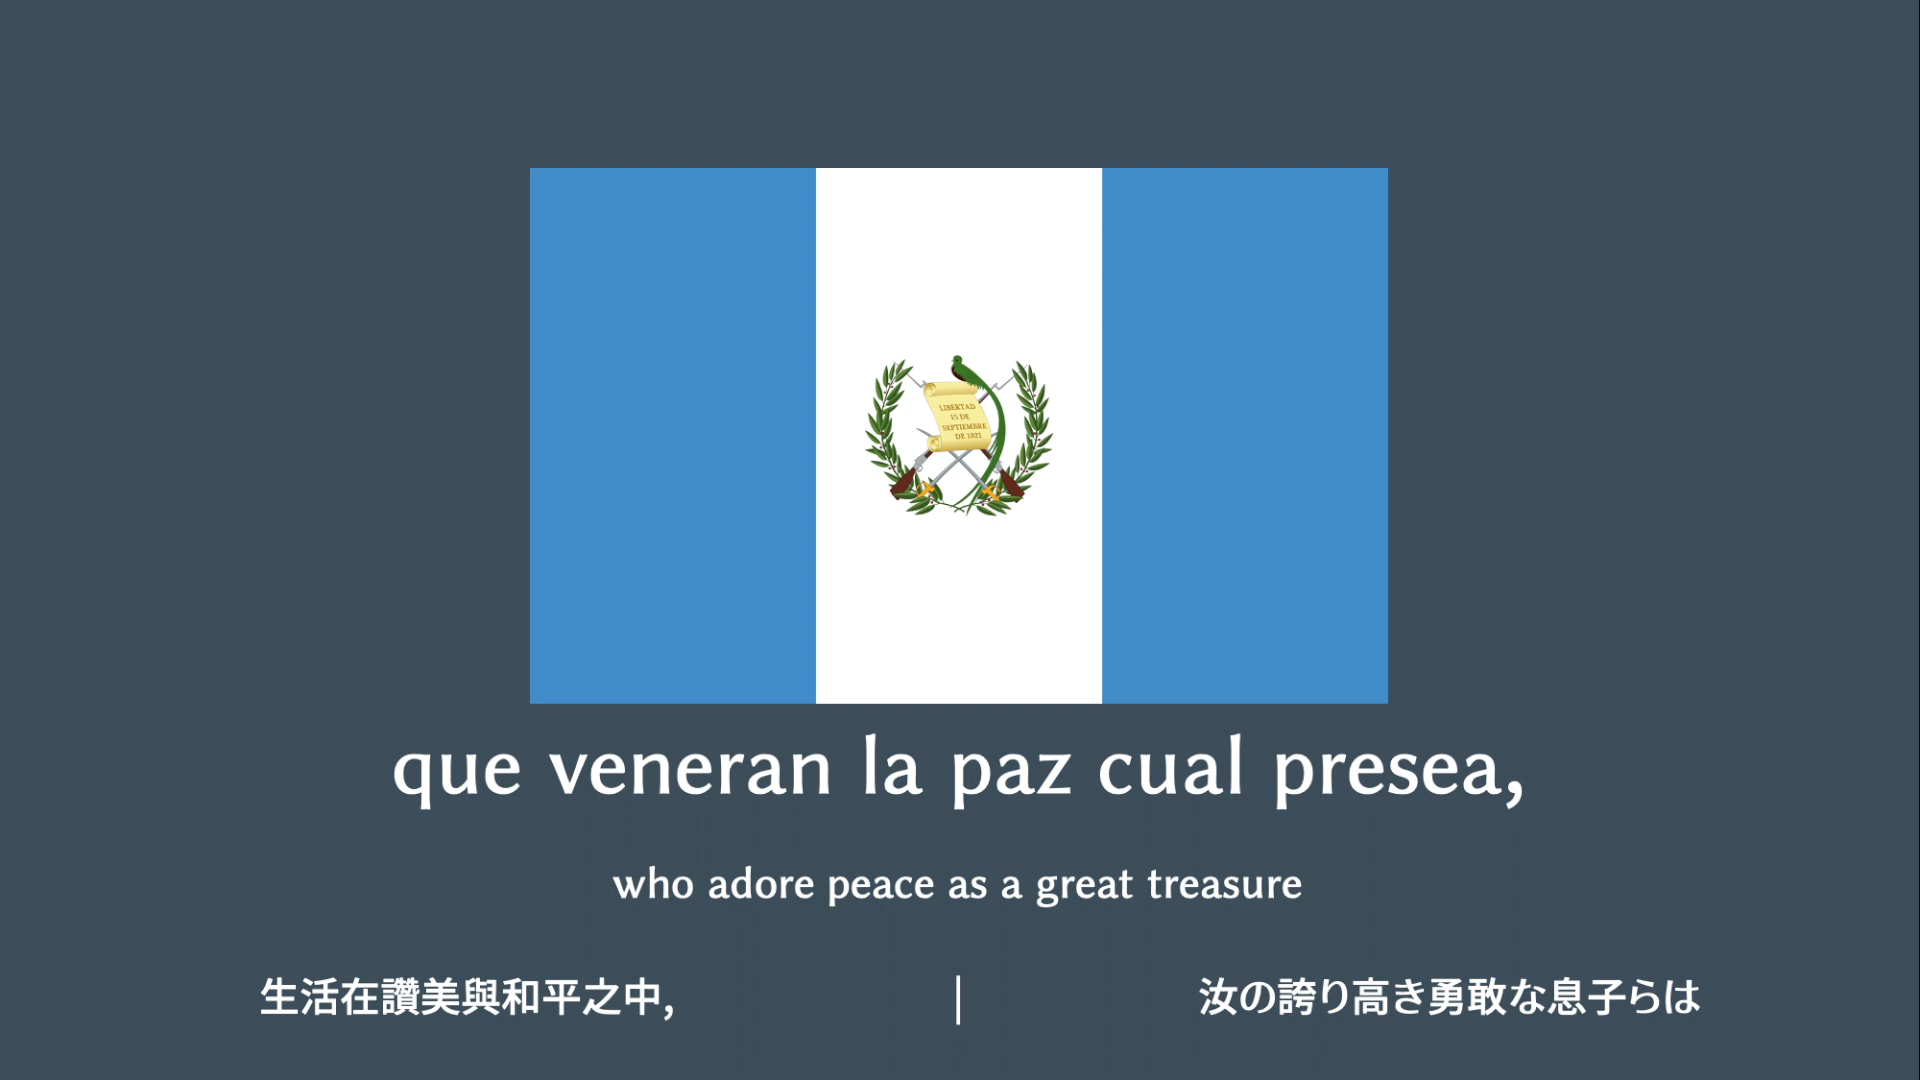 LIBERTAD
15 DE
SEPTIEMBRE
DE 1821
que veneran la paz cual presea,
who adore peace as a great treasure
生活在讚美與和平之中,
汝の誇り高き勇敢な息子らは